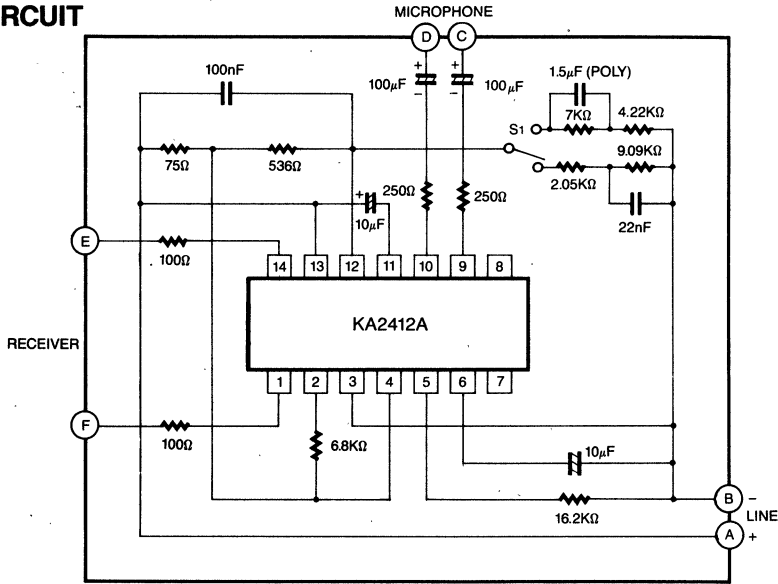 RCUIT
MICROPHONE
D C
100nF
100µF + − + − 100µF
1.5µF (POLY)
7KΩ 4.22KΩ
S1
75Ω 536Ω
9.09KΩ
2.05KΩ
250Ω 250Ω
+ 10µF
22nF
E
100Ω
14 13 12 11 10 9 8
KA2412A
RECEIVER
1 2 3 4 5 6 7
F
100Ω
6.8KΩ
10µF
16.2KΩ
B −
LINE
A +